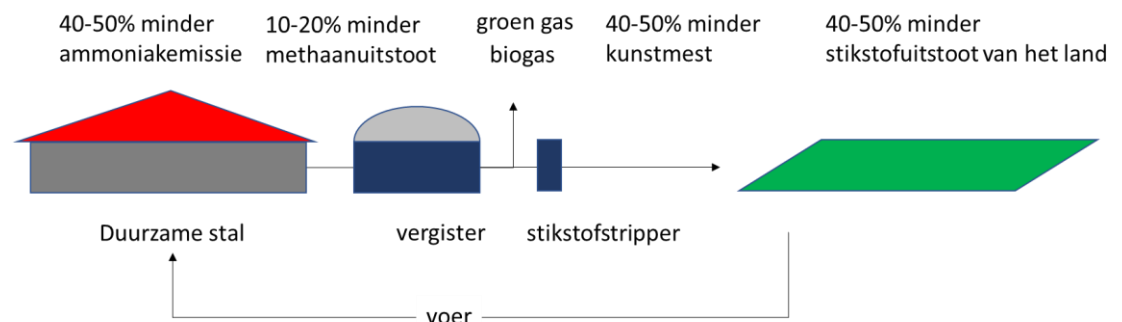 40-50% minder
ammoniakemissie
10-20% minder
methaanuitstoot
groen gas
biogas
40-50% minder
kunstmest
40-50% minder
stikstofuitstoot van het land
Duurzame stal
vergister
stikstofstripper
voer